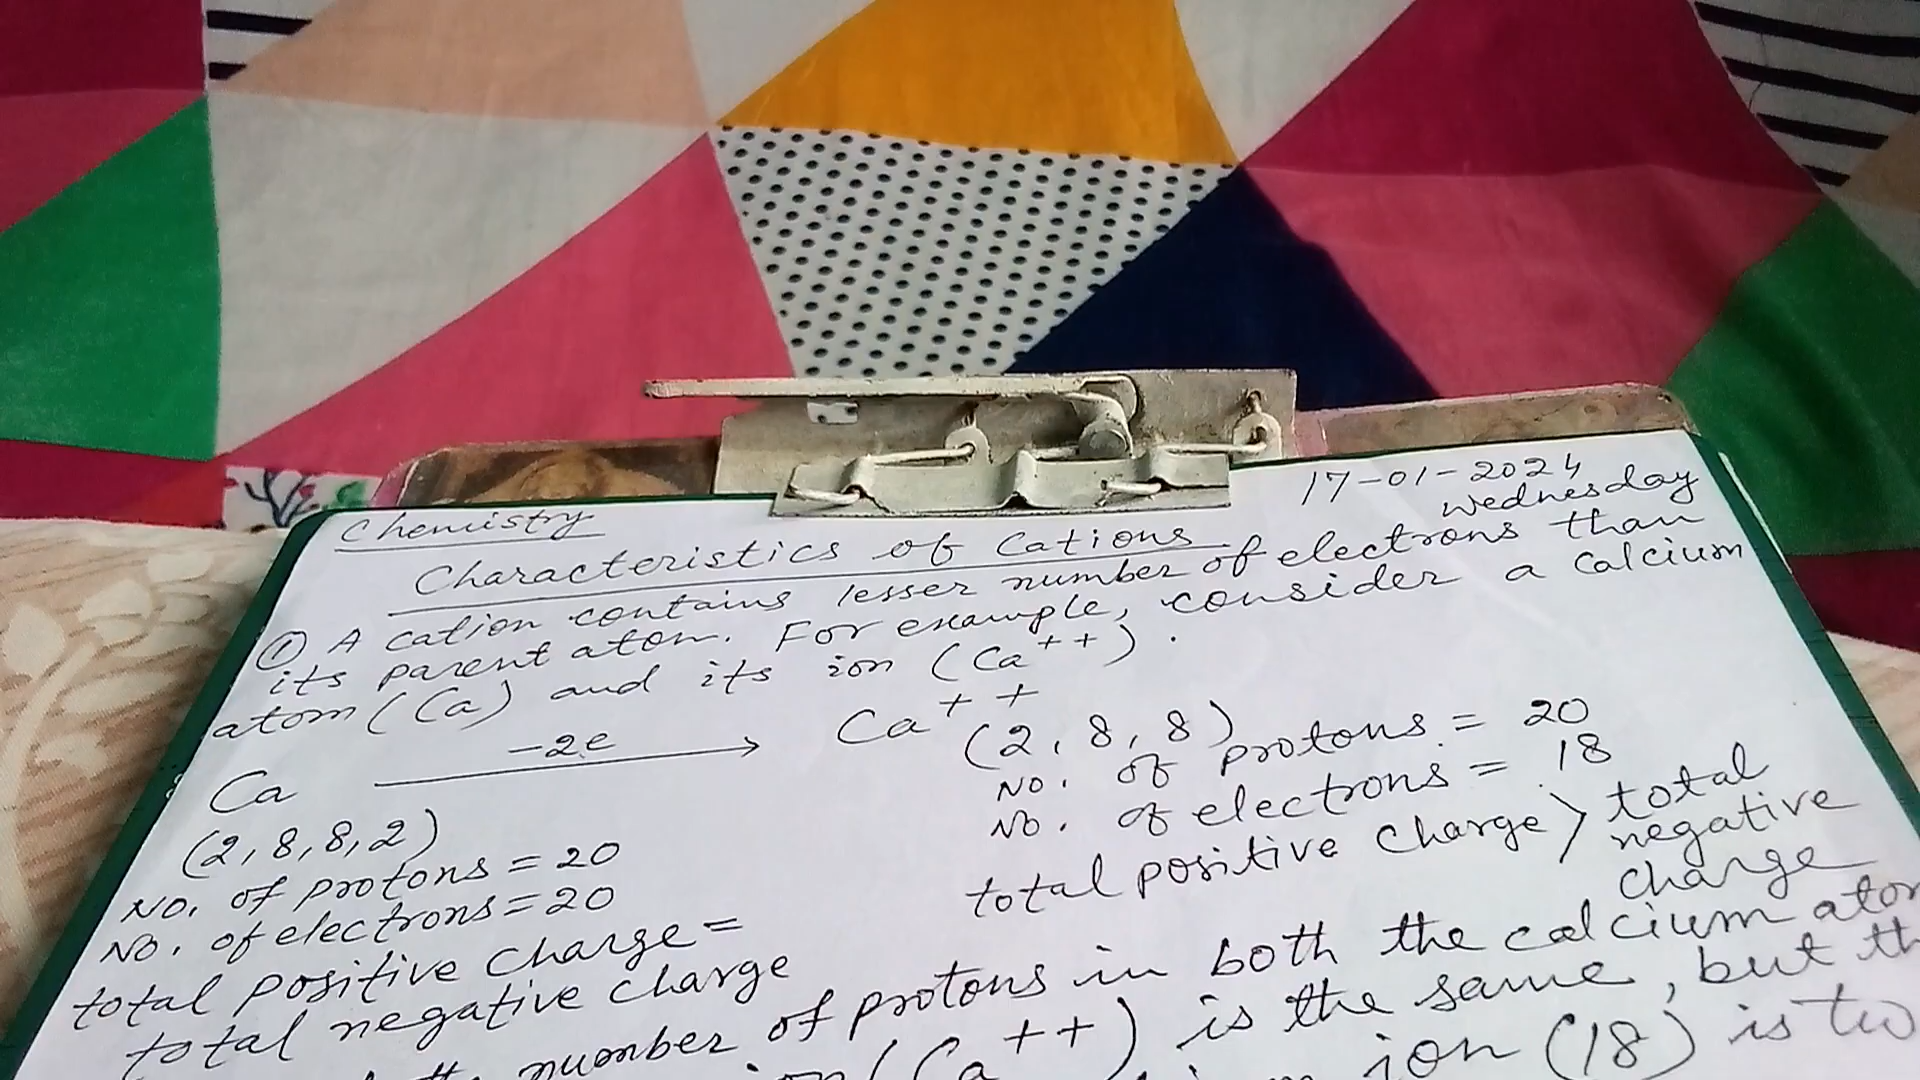 17-01-2024
Wednesday
Chemistry
Characteristics of Cations
① A cation contains lesser number of electrons than
its parent atom. For example, consider a calcium
atom (Ca) and its ion (Ca++).
Ca -2e → Ca++
(2,8,8,2)
No. of protons = 20
No. of electrons = 20
total positive charge =
total negative charge
(2,8,8)
No. of protons = 20
No. of electrons = 18
total positive charge > total
negative
charge
number of protons in both the calcium atom
(Ca++) is the same, but
ion (18) is